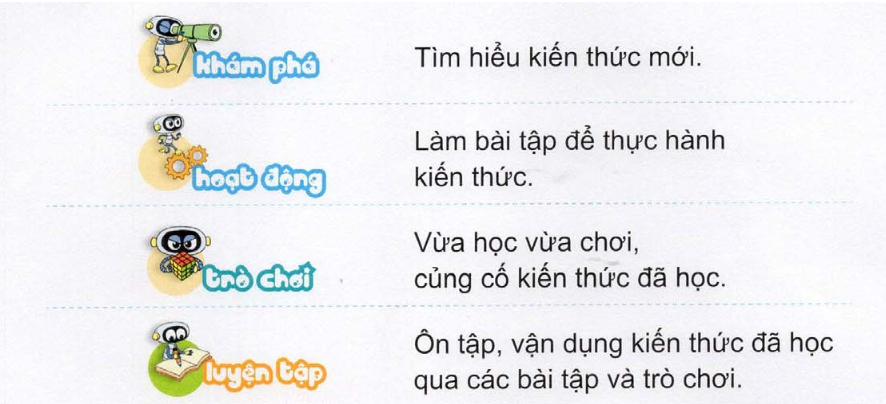 khám phá
Tìm hiểu kiến thức mới.
hoạt động
Làm bài tập để thực hành
kiến thức.
trò chơi
Vừa học vừa chơi,
củng cố kiến thức đã học.
luyện tập
Ôn tập, vận dụng kiến thức đã học
qua các bài tập và trò chơi.